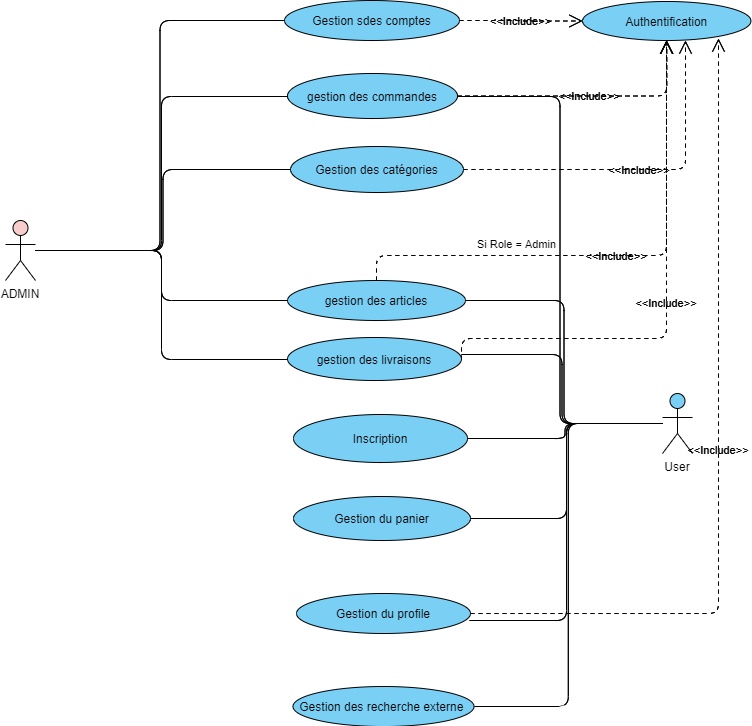 Gestion sdes comptes
<<Include>>
Authentification
gestion des commandes
<<Include>>
Gestion des catégories
<<Include>>
Si Role = Admin
<<Include>>
ADMIN
gestion des articles
<<Include>>
gestion des livraisons
Inscription
<<Include>>
User
Gestion du panier
Gestion du profile
Gestion des recherche externe